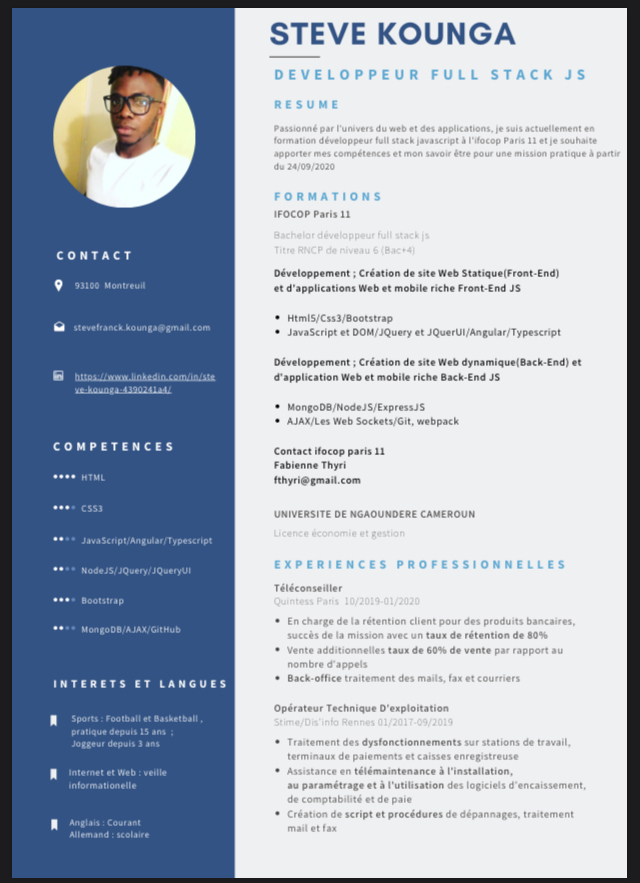 STEVE KOUNGA
DEVELOPPEUR FULL STACK JS
RESUME
Passionné par l'univers du web et des applications, je suis actuellement en
formation développeur full stack javascript à l'ifocop Paris 11 et je souhaite
apporter mes compétences et mon savoir être pour une mission pratique à partir
du 24/09/2020
FORMATIONS
IFOCOP Paris 11
Bachelor développeur full stack js
Titre RNCP de niveau 6 (Bac+4)
Développement ; Création de site Web Statique(Front-End)
et d'applications Web et mobile riche Front-End JS
• Html5/Css3/Bootstrap
• JavaScript et DOM/JQuery et JQuerUI/Angular/Typescript
Développement ; Création de site Web dynamique(Back-End) et
d'application Web et mobile riche Back-End JS
• MongoDB/NodeJS/ExpressJS
• AJAX/Les Web Sockets/Git, webpack
Contact ifocop paris 11
Fabienne Thyri
fthyri@gmail.com
UNIVERSITE DE NGAOUNDERE CAMEROUN
Licence économie et gestion
EXPERIENCES PROFESSIONNELLES
Téléconseiller
Quintess Paris 10/2019-01/2020
• En charge de la rétention client pour des produits bancaires,
succès de la mission avec un taux de rétention de 80%
• Vente additionnelles taux de 60% de vente par rapport au
nombre d'appels
• Back-office traitement des mails, fax et courriers
Opérateur Technique D'exploitation
Stime/Dis'info Rennes 01/2017-09/2019
• Traitement des dysfonctionnements sur stations de travail,
terminaux de paiements et caisses enregistreuse
• Assistance en télémaintenance à l'installation,
au paramétrage et à l'utilisation des logiciels d'encaissement,
de comptabilité et de paie
• Création de script et procédures de dépannages, traitement
mail et fax
CONTACT
93100 Montreuil
stevefranck.kounga@gmail.com
https://www.linkedin.com/in/ste
ve-kounga-4390241a4/
COMPETENCES
HTML
CSS3
JavaScript/Angular/Typescript
NodeJS/JQuery/JQueryUI
Bootstrap
MongoDB/AJAX/GitHub
INTERETS ET LANGUES
Sports : Football et Basketball ,
pratique depuis 15 ans ;
Joggeur depuis 3 ans
Internet et Web : veille
informationelle
Anglais : Courant
Allemand : scolaire